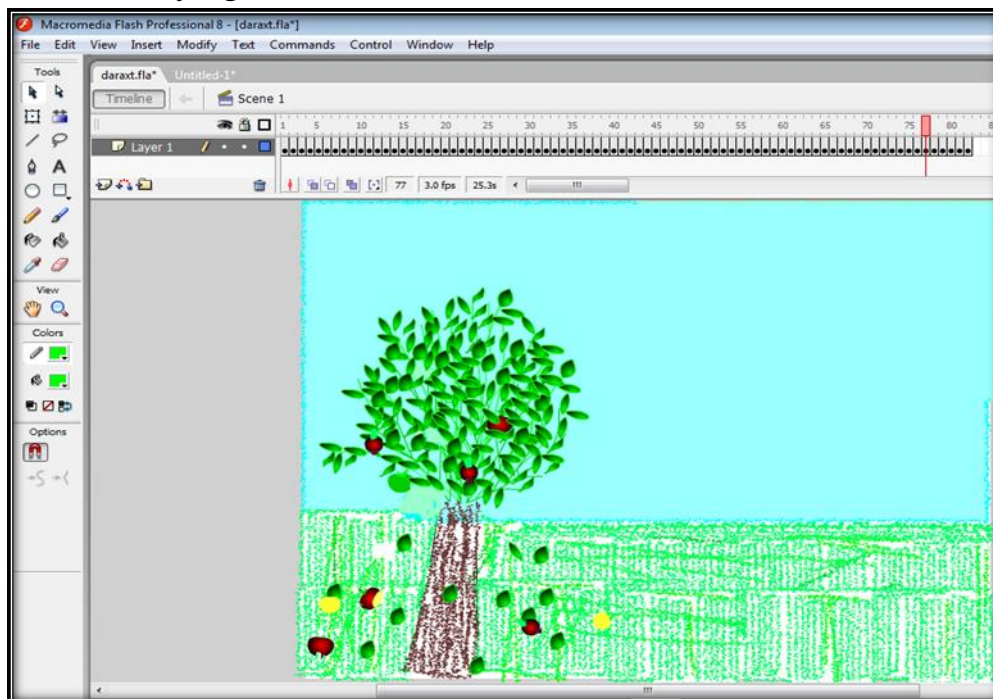 Macromedia Flash Professional 8 - [daraxt.fla*]
File Edit View Insert Modify Text Commands Control Window Help
Tools
daraxt.fla* Untitled-1*
Timeline Scene 1
1 5 10 15 20 25 30 35 40 45 50 55 60 65 70 75 80
Layer 1
77 3.0 fps 25.3s
View
Colors
Options